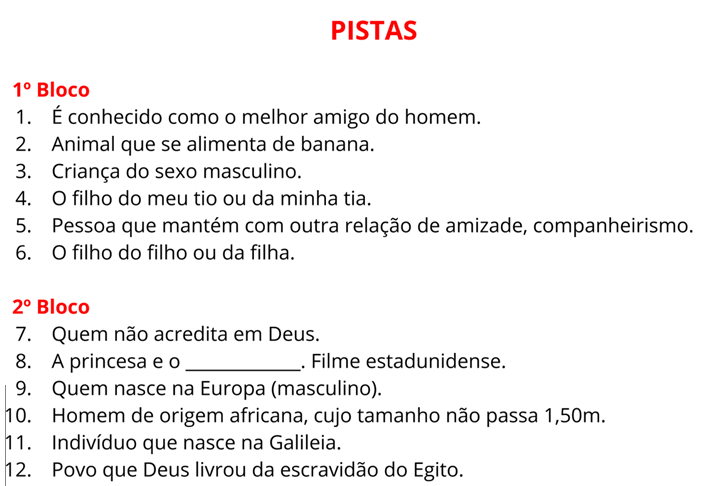 PISTAS
1º Bloco
1. É conhecido como o melhor amigo do homem.
2. Animal que se alimenta de banana.
3. Criança do sexo masculino.
4. O filho do meu tio ou da minha tia.
5. Pessoa que mantém com outra relação de amizade, companheirismo.
6. O filho do filho ou da filha.
2º Bloco
7. Quem não acredita em Deus.
8. A princesa e o ____________. Filme estadunidense.
9. Quem nasce na Europa (masculino).
10. Homem de origem africana, cujo tamanho não passa 1,50m.
11. Indivíduo que nasce na Galileia.
12. Povo que Deus livrou da escravidão do Egito.